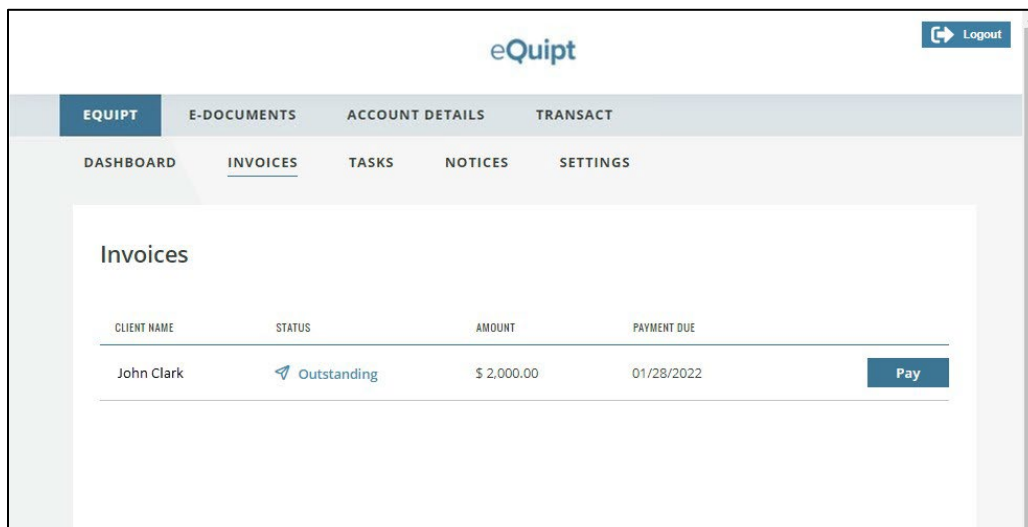 eQuipt
Logout
EQUIPT E-DOCUMENTS ACCOUNT DETAILS TRANSACT
DASHBOARD INVOICES TASKS NOTICES SETTINGS
Invoices
CLIENT NAME STATUS AMOUNT PAYMENT DUE
John Clark Outstanding $ 2,000.00 01/28/2022 Pay